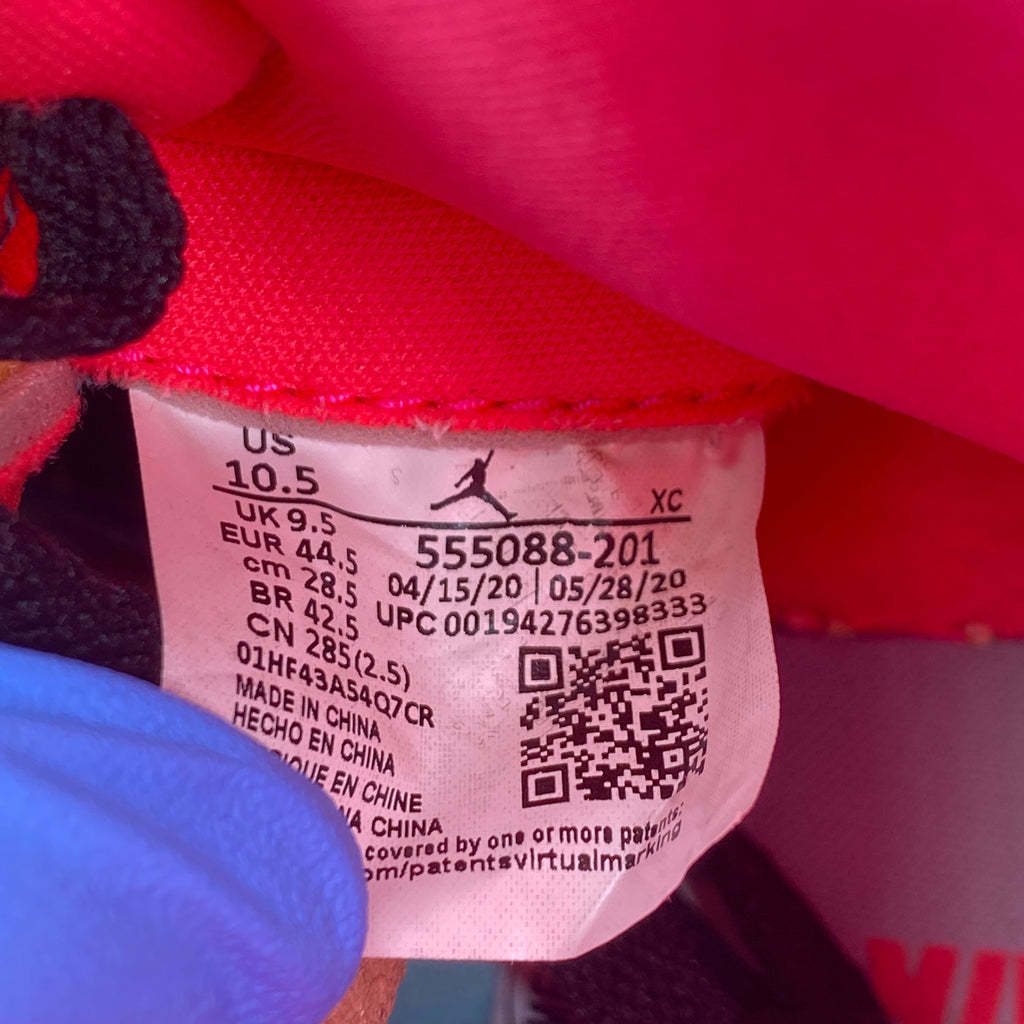 US
10.5
XC
UK 9.5
EUR 44.5
cm 28.5
BR 42.5
CN 285(2.5)
555088-201
04/15/20 | 05/28/20
UPC 00194276398333
01HF43A54Q7CR
MADE IN CHINA
HECHO EN CHINA
EN CHINE
CHINA
covered by one or more patents:
om/patentsvirtualmarking